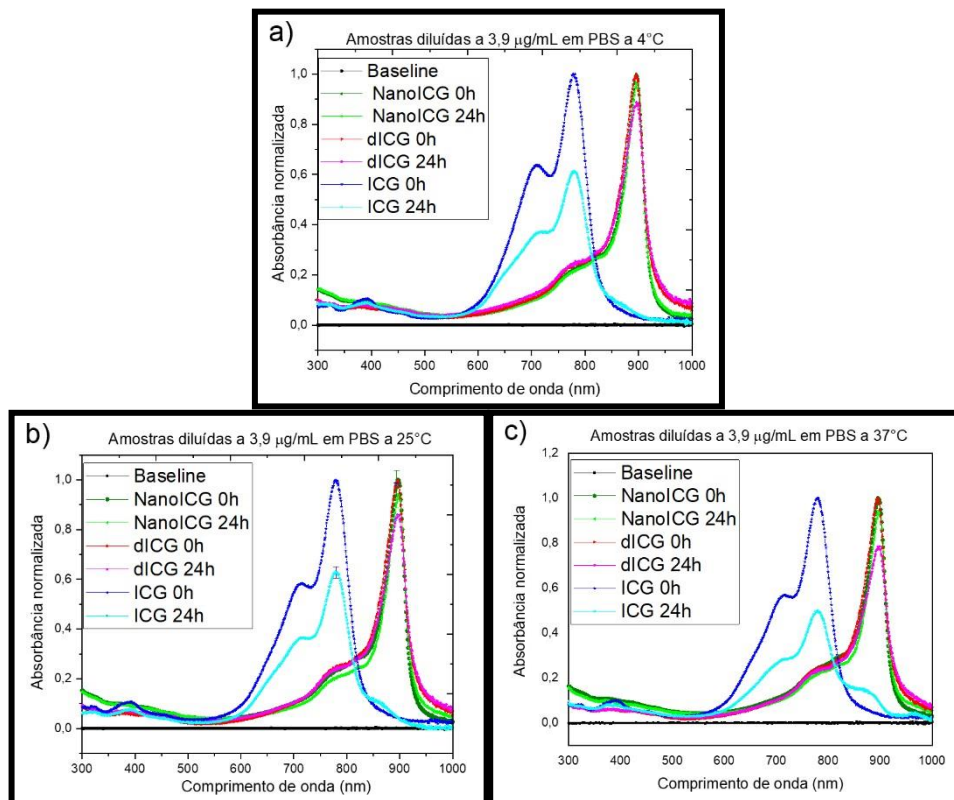 a)
Amostras diluídas a 3,9 μg/mL em PBS a 4°C
Absorbância normalizada
1,0
0,8
0,6
0,4
0,2
0,0
Baseline
NanoICG 0h
NanoICG 24h
dICG 0h
dICG 24h
ICG 0h
ICG 24h
300 400 500 600 700 800 900 1000
Comprimento de onda (nm)
b)
Amostras diluídas a 3,9 μg/mL em PBS a 25°C
Absorbância normalizada
1,0
0,8
0,6
0,4
0,2
0,0
Baseline
NanoICG 0h
NanoICG 24h
dICG 0h
dICG 24h
ICG 0h
ICG 24h
300 400 500 600 700 800 900 1000
Comprimento de onda (nm)
c)
Amostras diluídas a 3,9 μg/mL em PBS a 37°C
Absorbância normalizada
1,2
1,0
0,8
0,6
0,4
0,2
0,0
Baseline
NanoICG 0h
NanoICG 24h
dICG 0h
dICG 24h
ICG 0h
ICG 24h
300 400 500 600 700 800 900 1000
Comprimento de onda (nm)